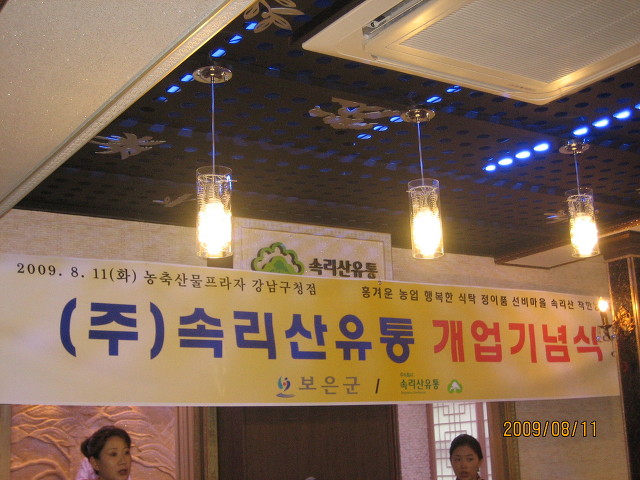 속리산유통
2009. 8. 11(화) 농축산물프라자 강남구청점
흥겨운 농업 행복한 식탁 정이품 선비마을 속리산
(주)속리산유통 개업기념식
보은군 / 속리산유통
2009/08/11